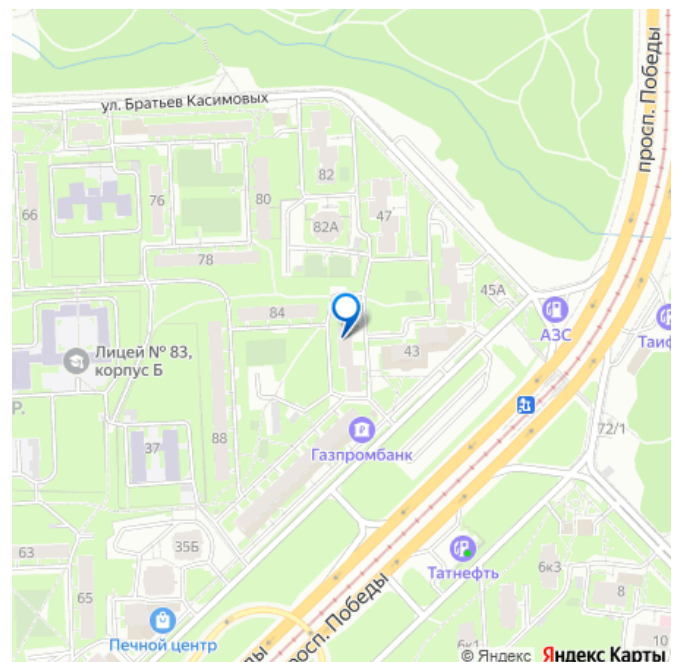 просп. Победы
ул. Братьев Касимовых
82
76
80
66
47
82А
78
45А
84
АЗС
Таиф
Лицей № 83,
корпус Б
43
Р.
72/1
88
Газпромбанк
37
35Б
63
Татнефть
6к3
8
65
просп. Победы
Печной центр
10
6к1
ды
© Яндекс Яндекс Карты